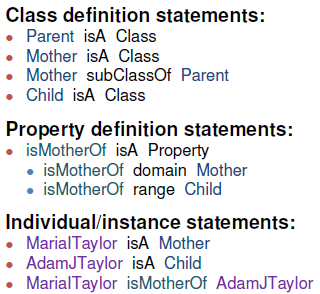 Class definition statements:
Parent isA Class
Mother isA Class
Mother subClassOf Parent
Child isA Class
Property definition statements:
isMotherOf isA Property
isMotherOf domain Mother
isMotherOf range Child
Individual/instance statements:
MariaITaylor isA Mother
AdamJTaylor isA Child
MariaITaylor isMotherOf AdamJTaylor